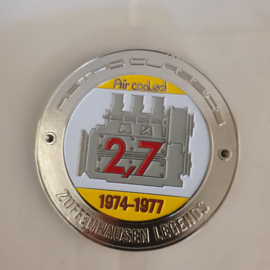 Air cooled
2,7
1974-1977
ZUFFENHAUSEN LEGENDS